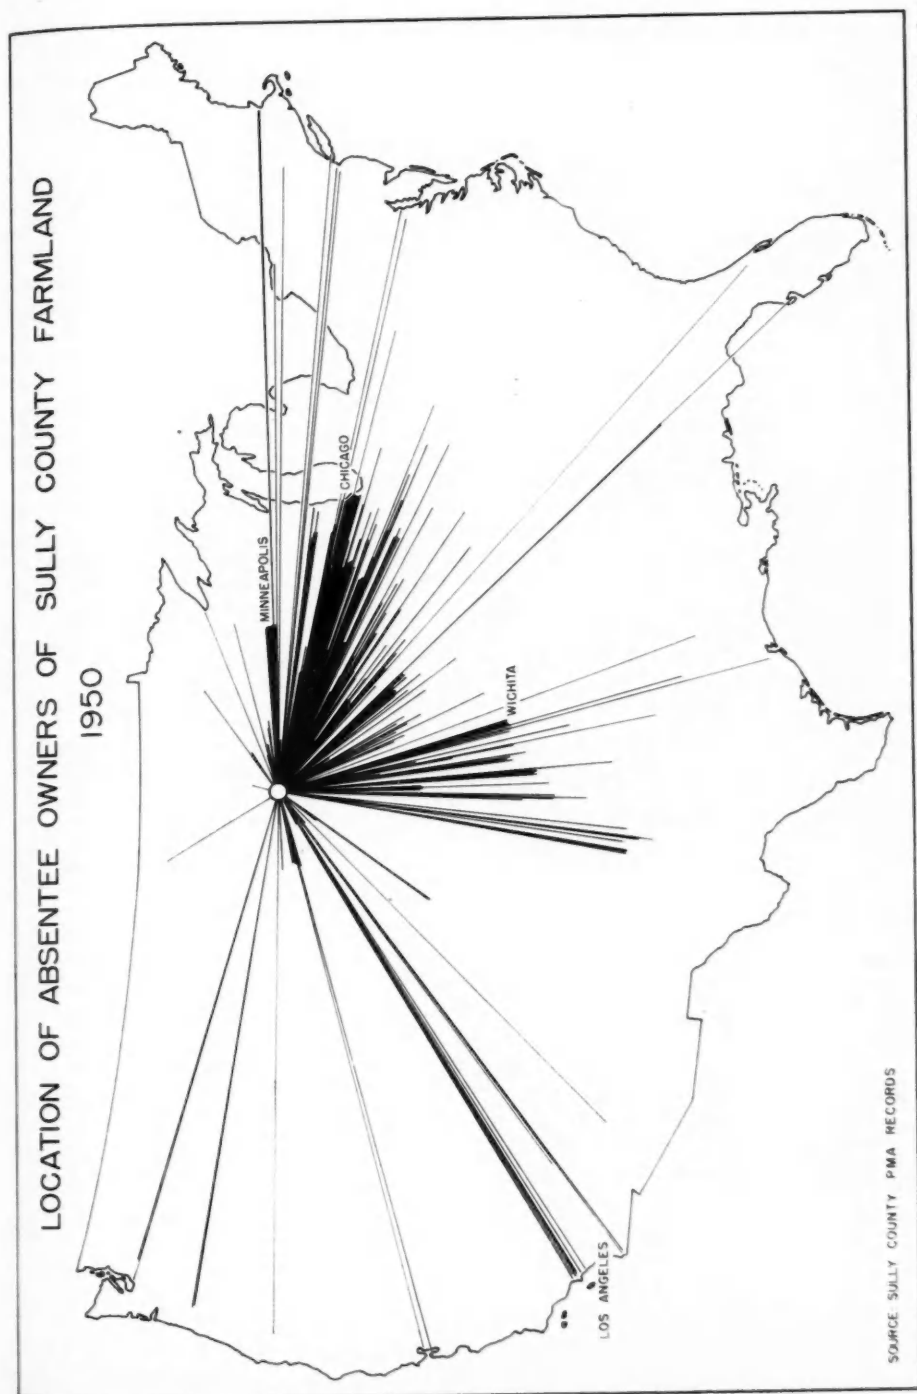 LOCATION OF ABSENTEE OWNERS OF SULLY COUNTY FARMLAND
1950
MINNEAPOLIS
CHICAGO
WICHITA
LOS ANGELES
SOURCE: SULLY COUNTY PMA RECORDS